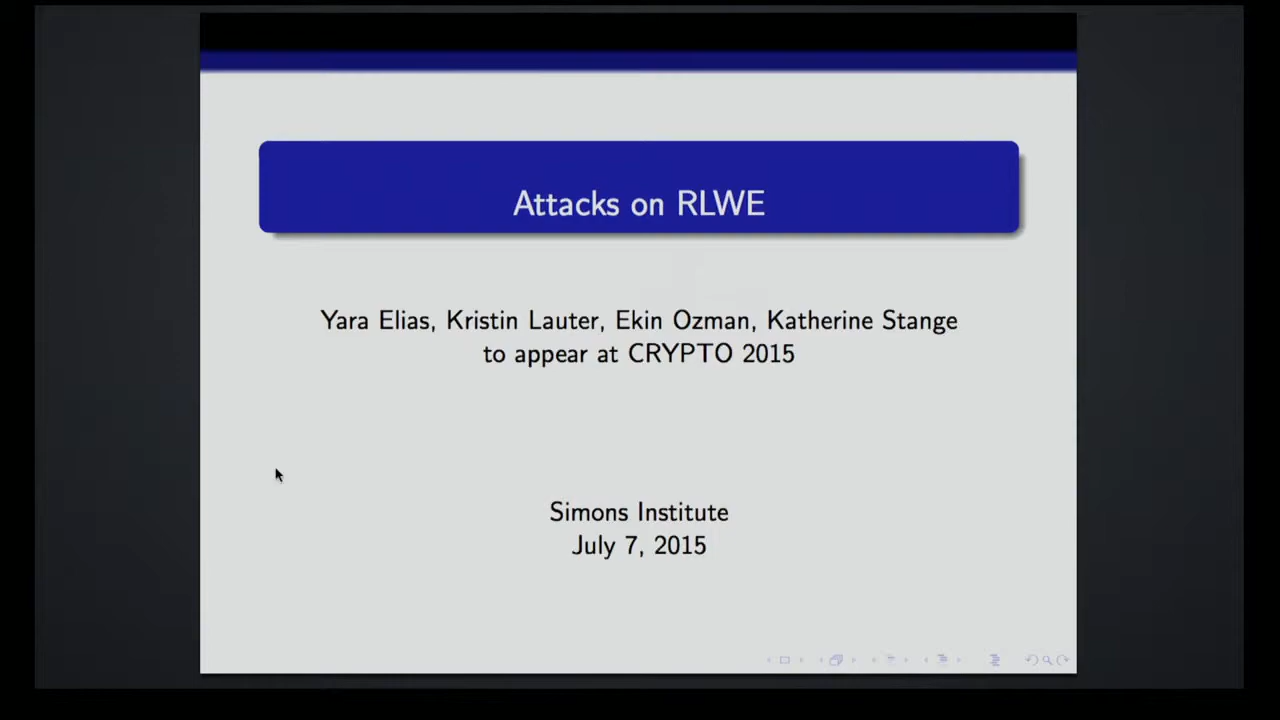 Attacks on RLWE
Yara Elias, Kristin Lauter, Ekin Ozman, Katherine Stange
to appear at CRYPTO 2015
Simons Institute
July 7, 2015